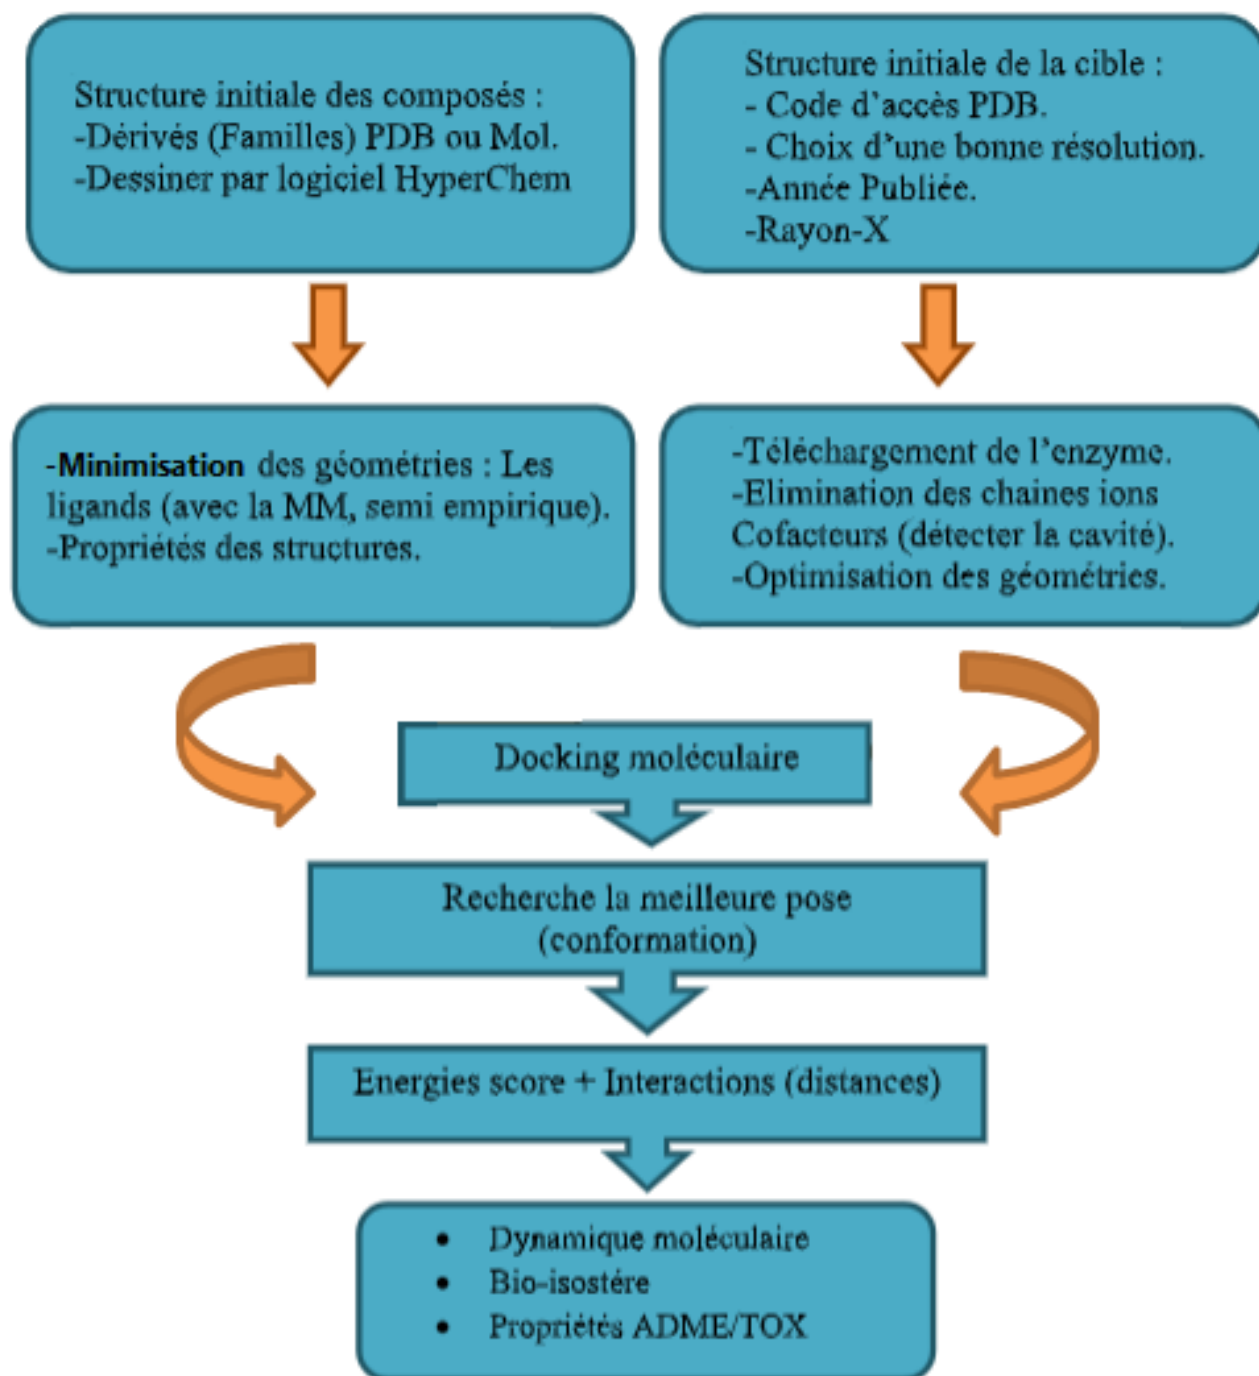 Structure initiale des composés :
-Dérivés (Familles) PDB ou Mol.
-Dessiner par logiciel HyperChem
Structure initiale de la cible :
- Code d'accès PDB.
- Choix d'une bonne résolution.
-Année Publiée.
-Rayon-X
-Minimisation des géométries : Les
ligands (avec la MM, semi empirique).
-Propriétés des structures.
-Téléchargement de l'enzyme.
-Elimination des chaines ions
Cofacteurs (détecter la cavité).
-Optimisation des géométries.
Docking moléculaire
Recherche la meilleure pose
(conformation)
Energies score + Interactions (distances)
• Dynamique moléculaire
• Bio-isostére
• Propriétés ADME/TOX